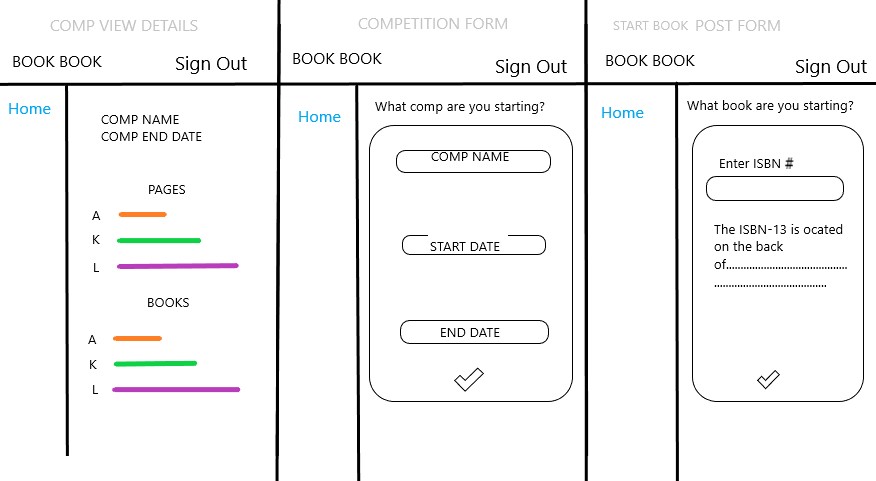 COMP VIEW DETAILS
BOOK BOOK
Sign Out
Home
COMP NAME
COMP END DATE
PAGES
A
K
L
BOOKS
A
K
L
COMPETITION FORM
BOOK BOOK
Sign Out
Home
What comp are you starting?
COMP NAME
START DATE
END DATE
START BOOK POST FORM
BOOK BOOK
Sign Out
Home
What book are you starting?
Enter ISBN #
The ISBN-13 is ocated
on the back
of..........................................
.......................................